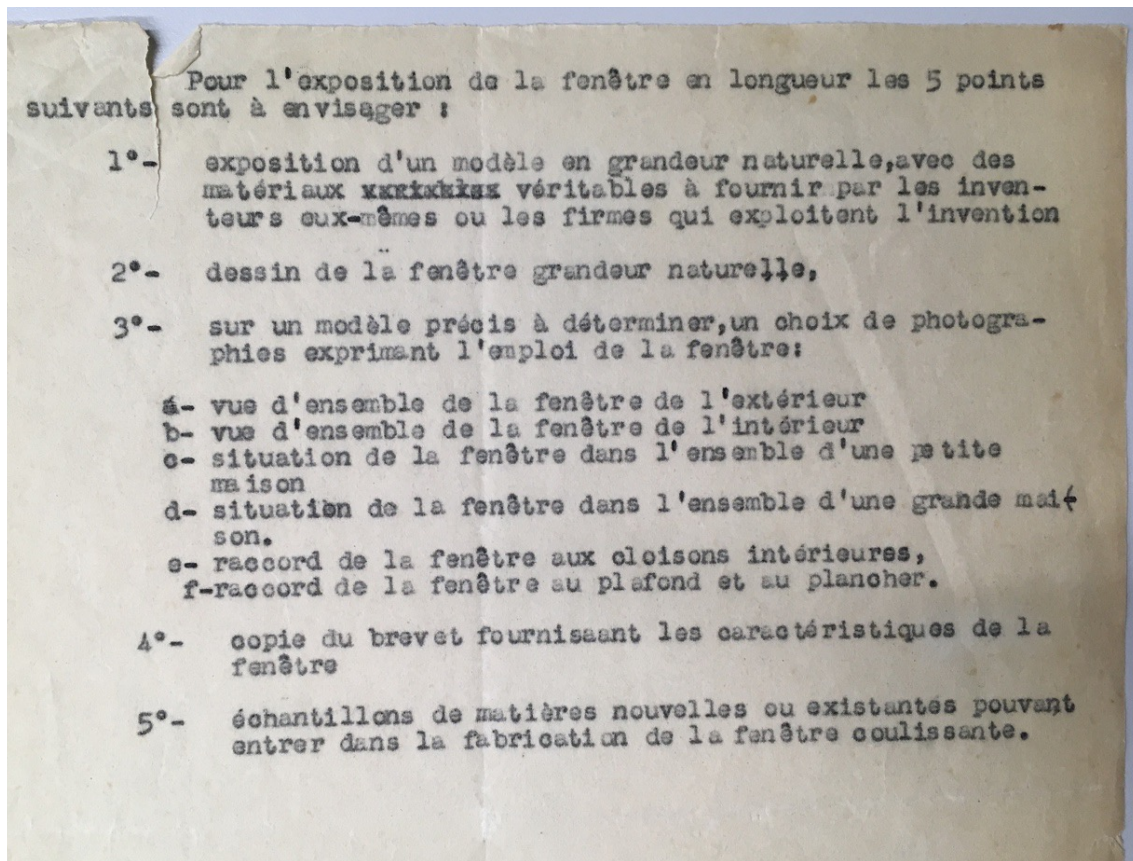 Pour l'exposition de la fenêtre en longueur les 5 points
suivants sont à envisager :
1°- exposition d'un modèle en grandeur naturelle,avec des
matériaux véritables à fournir par les inven-
teurs eux-mêmes ou les firmes qui exploitent l'invention
2°- dessin de la fenêtre grandeur naturelle,
3°- sur un modèle précis à déterminer,un choix de photogra-
phies exprimant l'emploi de la fenêtre:
a- vue d'ensemble de la fenêtre de l'extérieur
b- vue d'ensemble de la fenêtre de l'intérieur
c- situation de la fenêtre dans l'ensemble d'une petite
maison
d- situation de la fenêtre dans l'ensemble d'une grande mai-
son.
e- raccord de la fenêtre aux cloisons intérieures,
f-raccord de la fenêtre au plafond et au plancher.
4°- copie du brevet fournisaant les caractéristiques de la
fenêtre
5°- échantillons de matières nouvelles ou existantes pouvant
entrer dans la fabrication de la fenêtre coulissante.